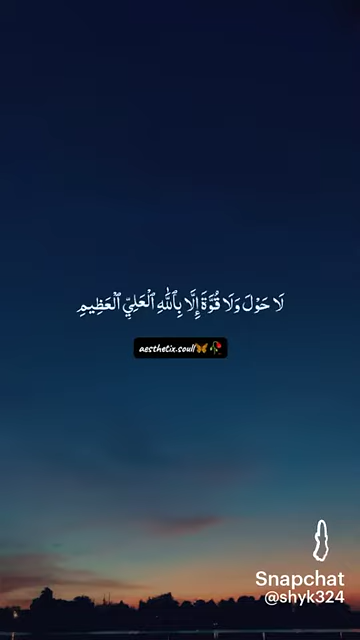 لَا حَوْلَ وَلَا قُوَّةَ إِلَّا بِٱللَّهِ ٱلْعَلِيِّ ٱلْعَظِيمِ
aesthetix.soull🦋🥀
Snapchat
@shyk324